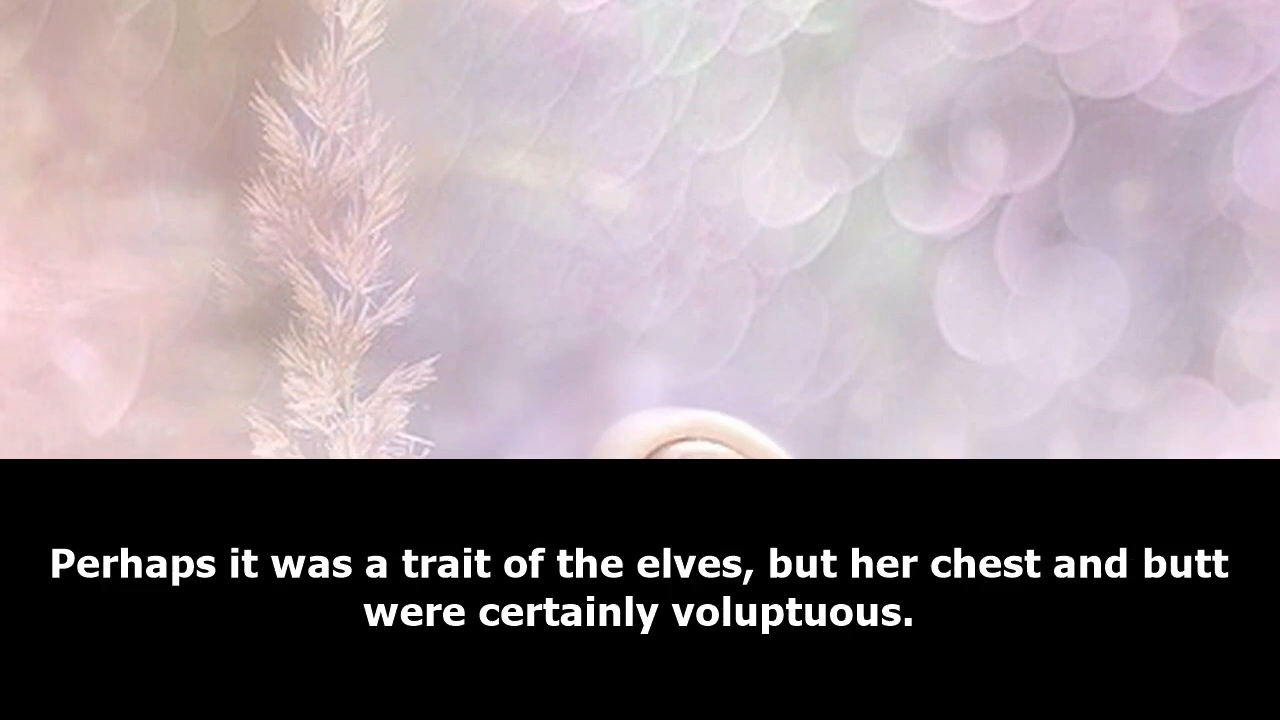 Perhaps it was a trait of the elves, but her chest and butt
were certainly voluptuous.